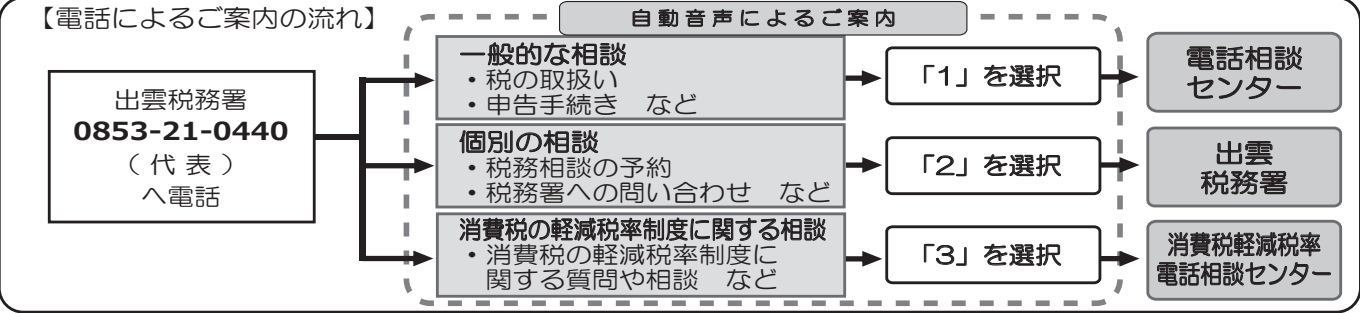 【電話によるご案内の流れ】
自動音声によるご案内
出雲税務署
0853-21-0440
（代表）
へ電話
一般的な相談
・税の取扱い
・申告手続き　など
「1」を選択
電話相談
センター
個別の相談
・税務相談の予約
・税務署への問い合わせ　など
「2」を選択
出雲
税務署
消費税の軽減税率制度に関する相談
・消費税の軽減税率制度に
関する質問や相談　など
「3」を選択
消費税軽減税率
電話相談センター